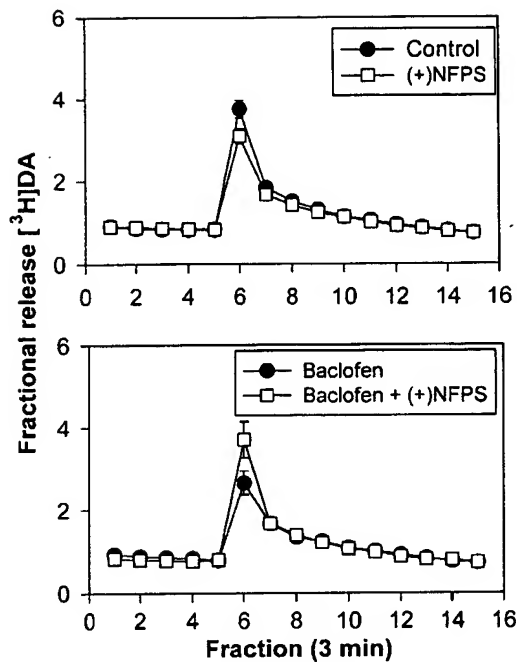 Fractional release [³H]DA
6
4
2
0
Control
(+)NFPS
0 2 4 6 8 10 12 14 16
6
4
2
0
Baclofen
Baclofen + (+)NFPS
0 2 4 6 8 10 12 14 16
Fraction (3 min)